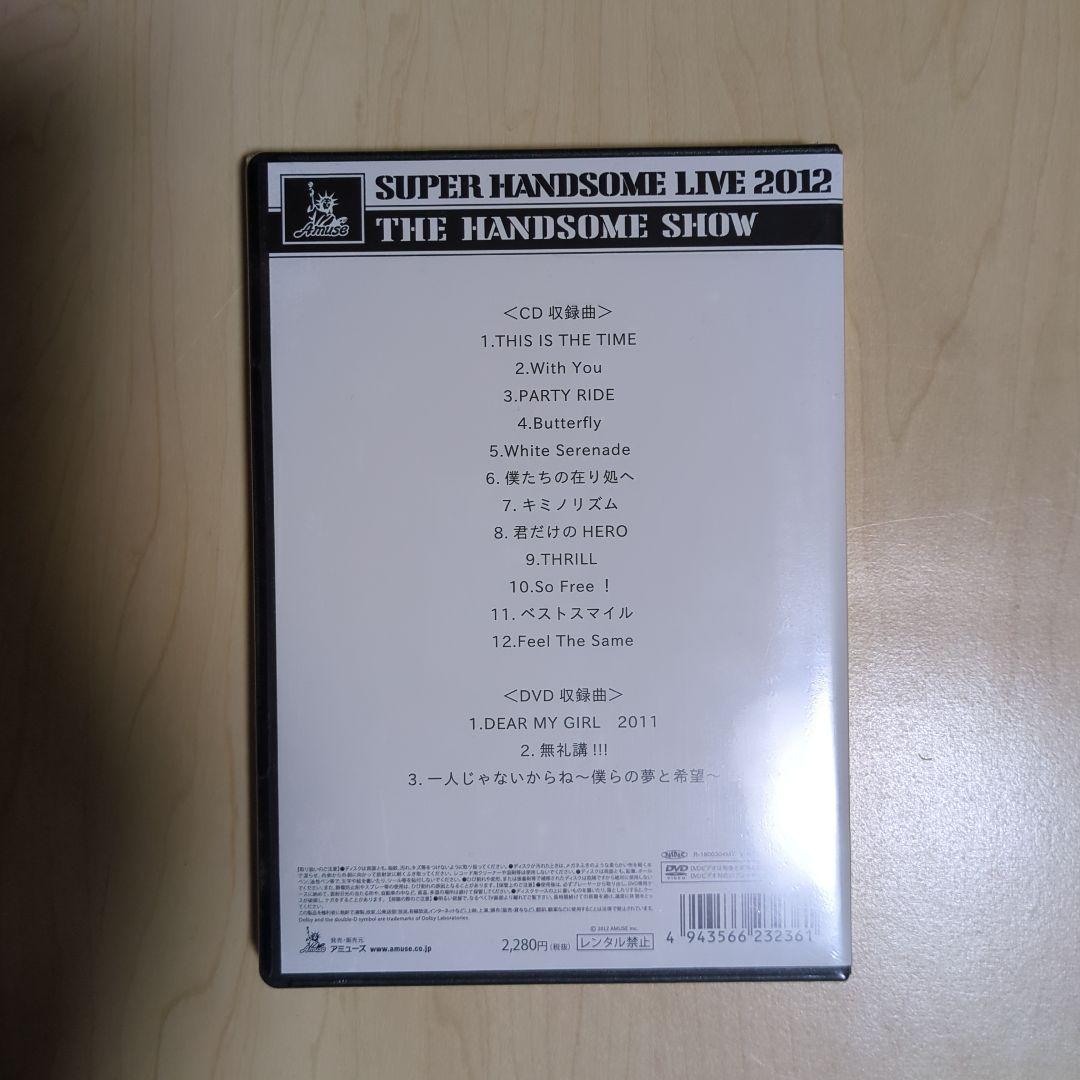 SUPER HANDSOME LIVE 2012
Amuse
THE HANDSOME SHOW
<CD 収録曲>
1.THIS IS THE TIME
2.With You
3.PARTY RIDE
4.Butterfly
5.White Serenade
6.僕たちの在り処へ
7.キミノリズム
8.君だけの HERO
9.THRILL
10.So Free !
11.ベストスマイル
12.Feel The Same
<DVD 収録曲>
1.DEAR MY GIRL 2011
2.無礼講!!!
3.一人じゃないからね〜僕らの夢と希望〜
Dolby and the double-D symbol are trademarks of Dolby Laboratories.
Amuse
発売・販売元
アミューズ www.amuse.co.jp
2,280円(税抜)
© 2012 AMUSE Inc.
レンタル禁止
DVD
VIDEO
4 943566 232361